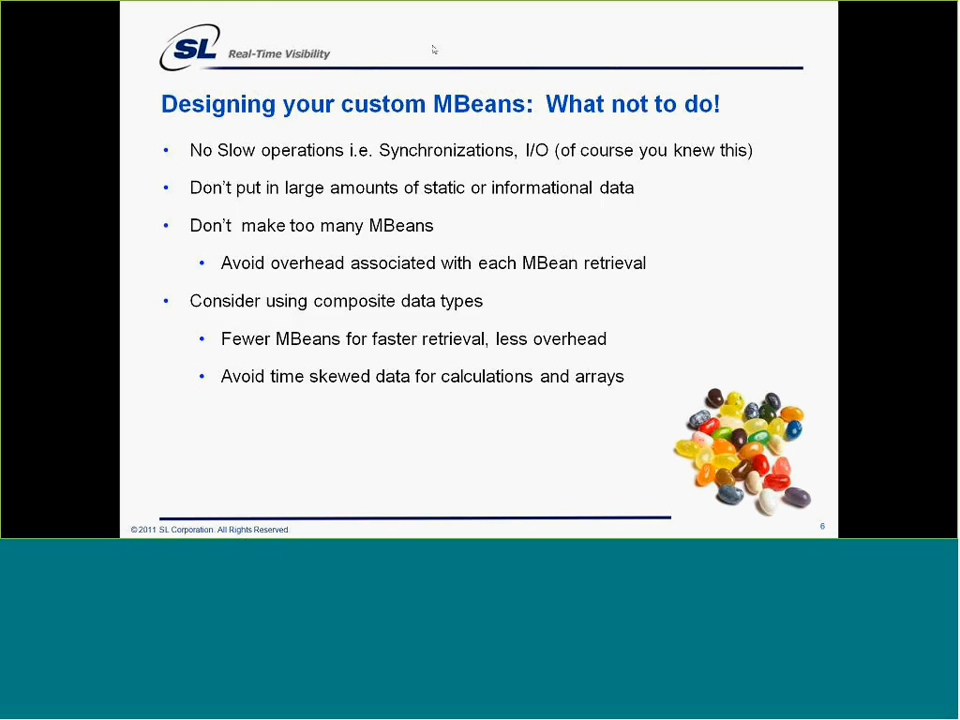 SL Real-Time Visibility
Designing your custom MBeans: What not to do!
• No Slow operations i.e. Synchronizations, I/O (of course you knew this)
• Don't put in large amounts of static or informational data
• Don't make too many MBeans
• Avoid overhead associated with each MBean retrieval
• Consider using composite data types
• Fewer MBeans for faster retrieval, less overhead
• Avoid time skewed data for calculations and arrays
© 2011 SL Corporation. All Rights Reserved.
6